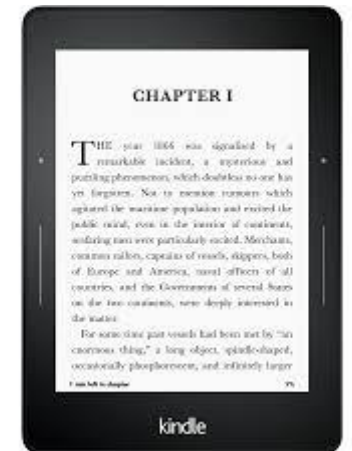 CHAPTER I
THE year 1866 was signalised by a
remarkable incident, a mysterious and
puzzling phenomenon, which doubtless no one has
yet forgotten. Not to mention rumours which
agitated the maritime population and excited the
public mind, even in the interior of continents,
seafaring men were particularly excited. Merchants,
common sailors, captains of vessels, skippers, both
of Europe and America, naval officers of all
countries, and the Governments of several States
on the two continents, were deeply interested in
the matter.
For some time past vessels had been met by "an
enormous thing," a long object, spindle-shaped,
occasionally phosphorescent, and infinitely larger
left in chapter
kindle